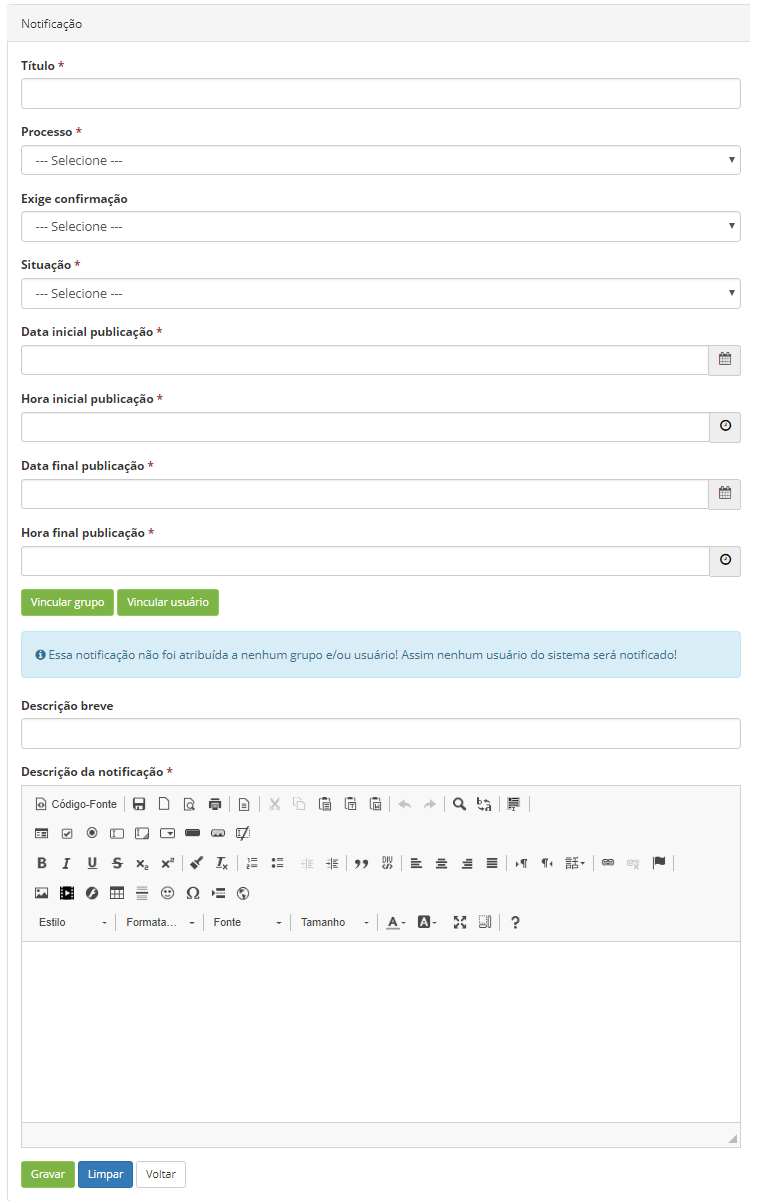 Notificação
Título *
Processo *
--- Selecione ---
Exige confirmação
--- Selecione ---
Situação *
--- Selecione ---
Data inicial publicação *
Hora inicial publicação *
Data final publicação *
Hora final publicação *
Vincular grupo Vincular usuário
Essa notificação não foi atribuída a nenhum grupo e/ou usuário! Assim nenhum usuário do sistema será notificado!
Descrição breve
Descrição da notificação *
Código-Fonte
Estilo Formata... Fonte Tamanho
Gravar Limpar Voltar